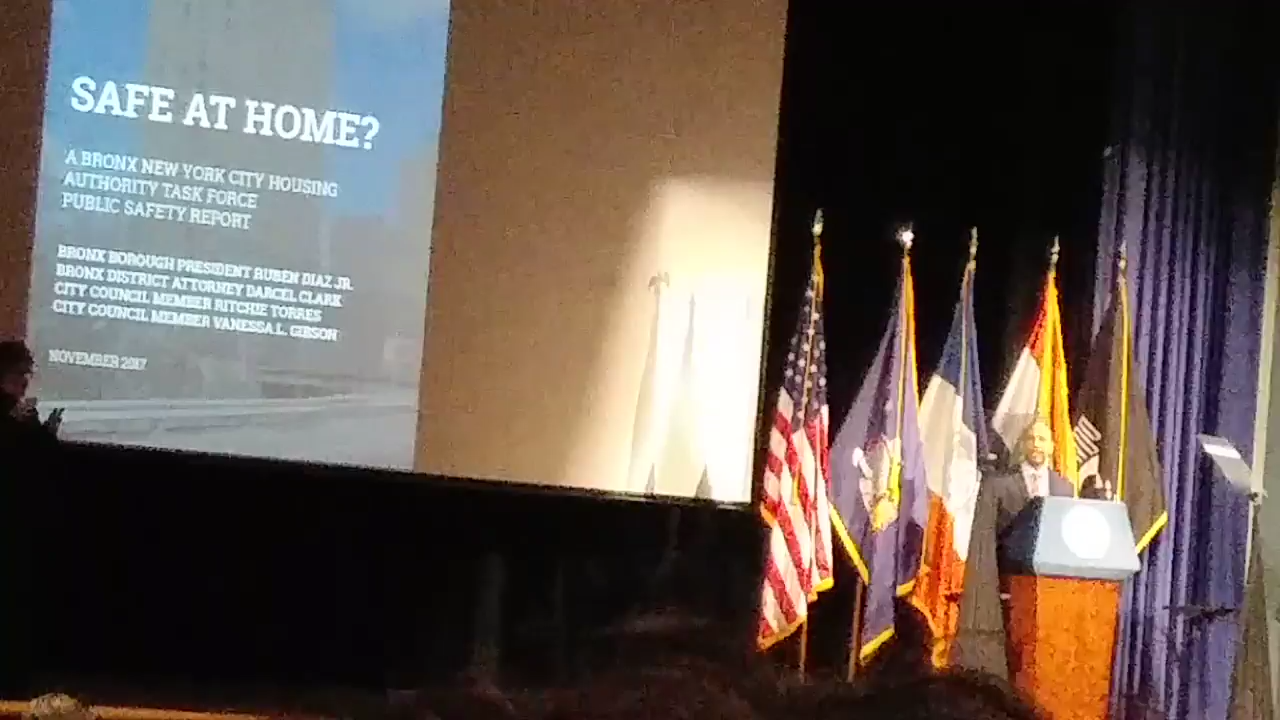 SAFE AT HOME?
A BRONX NEW YORK CITY HOUSING
AUTHORITY TASK FORCE
PUBLIC SAFETY REPORT
BRONX BOROUGH PRESIDENT RUBEN DIAZ JR.
BRONX DISTRICT ATTORNEY DARCEL CLARK
CITY COUNCIL MEMBER RITCHIE TORRES
CITY COUNCIL MEMBER VANESSA L. GIBSON
NOVEMBER 2017